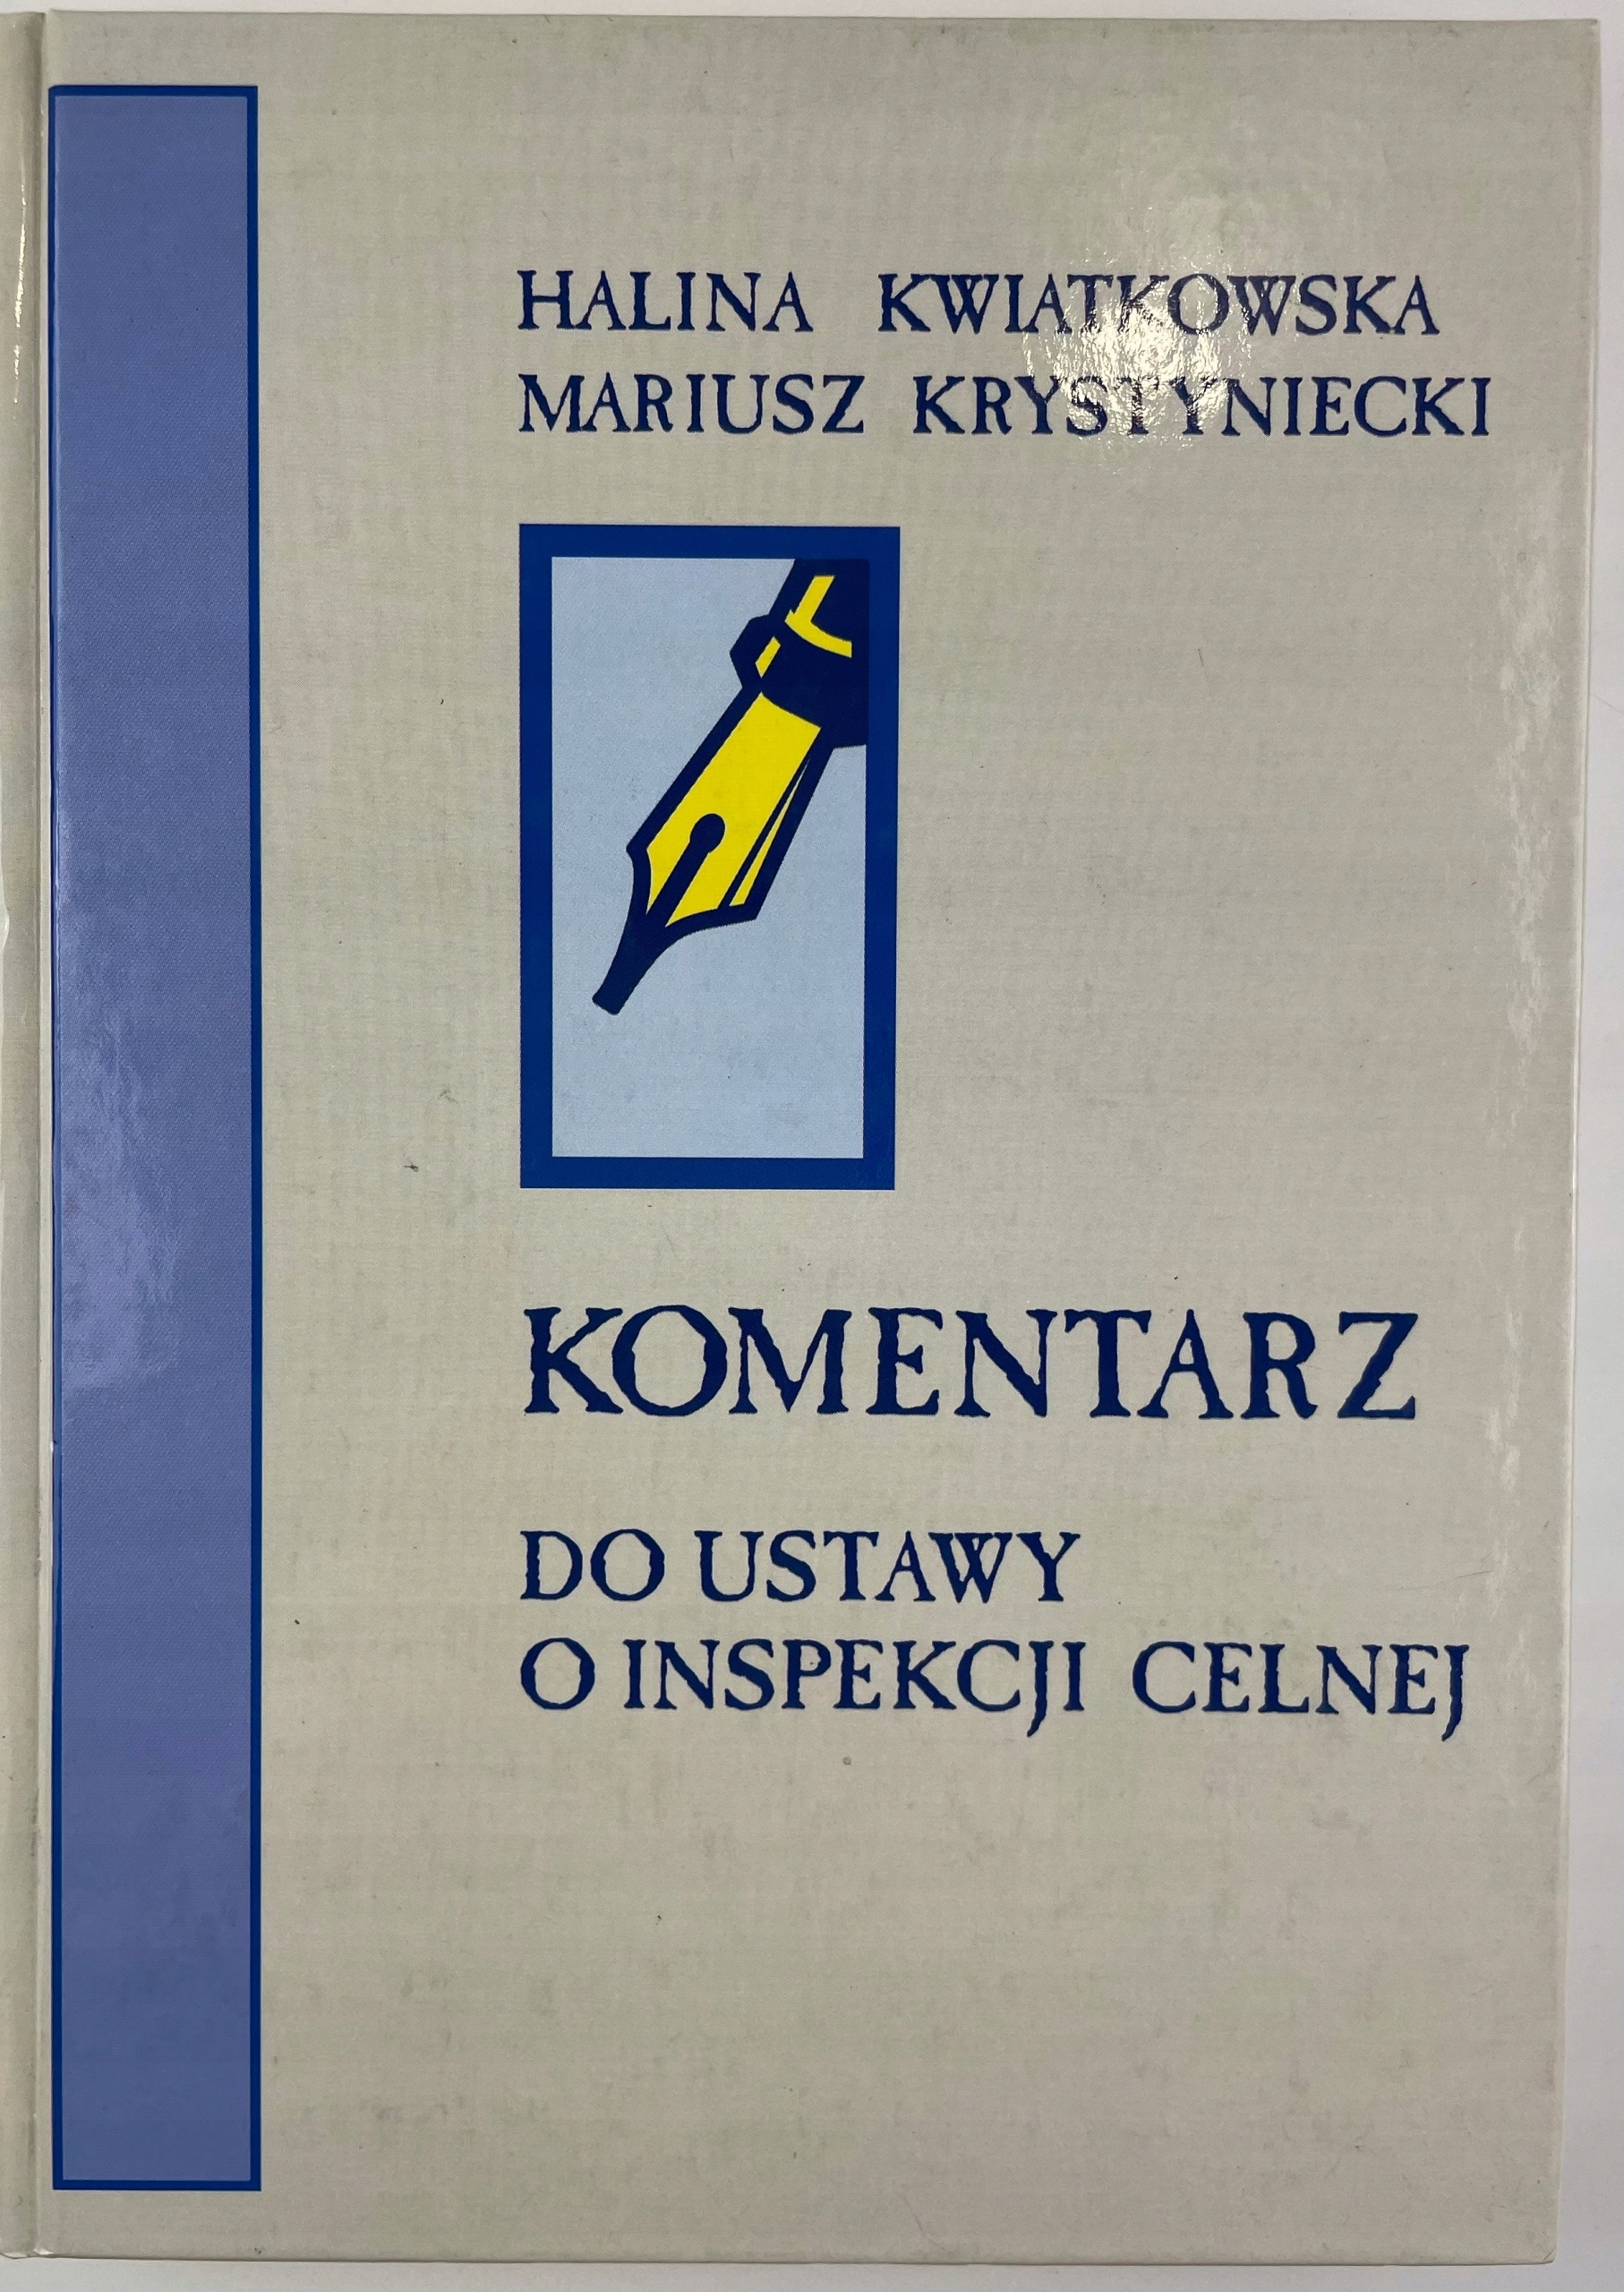 HALINA KWIATKOWSKA
MARIUSZ KRYSTYNIECKI
KOMENTARZ
DO USTAWY
O INSPEKCJI CELNEJ